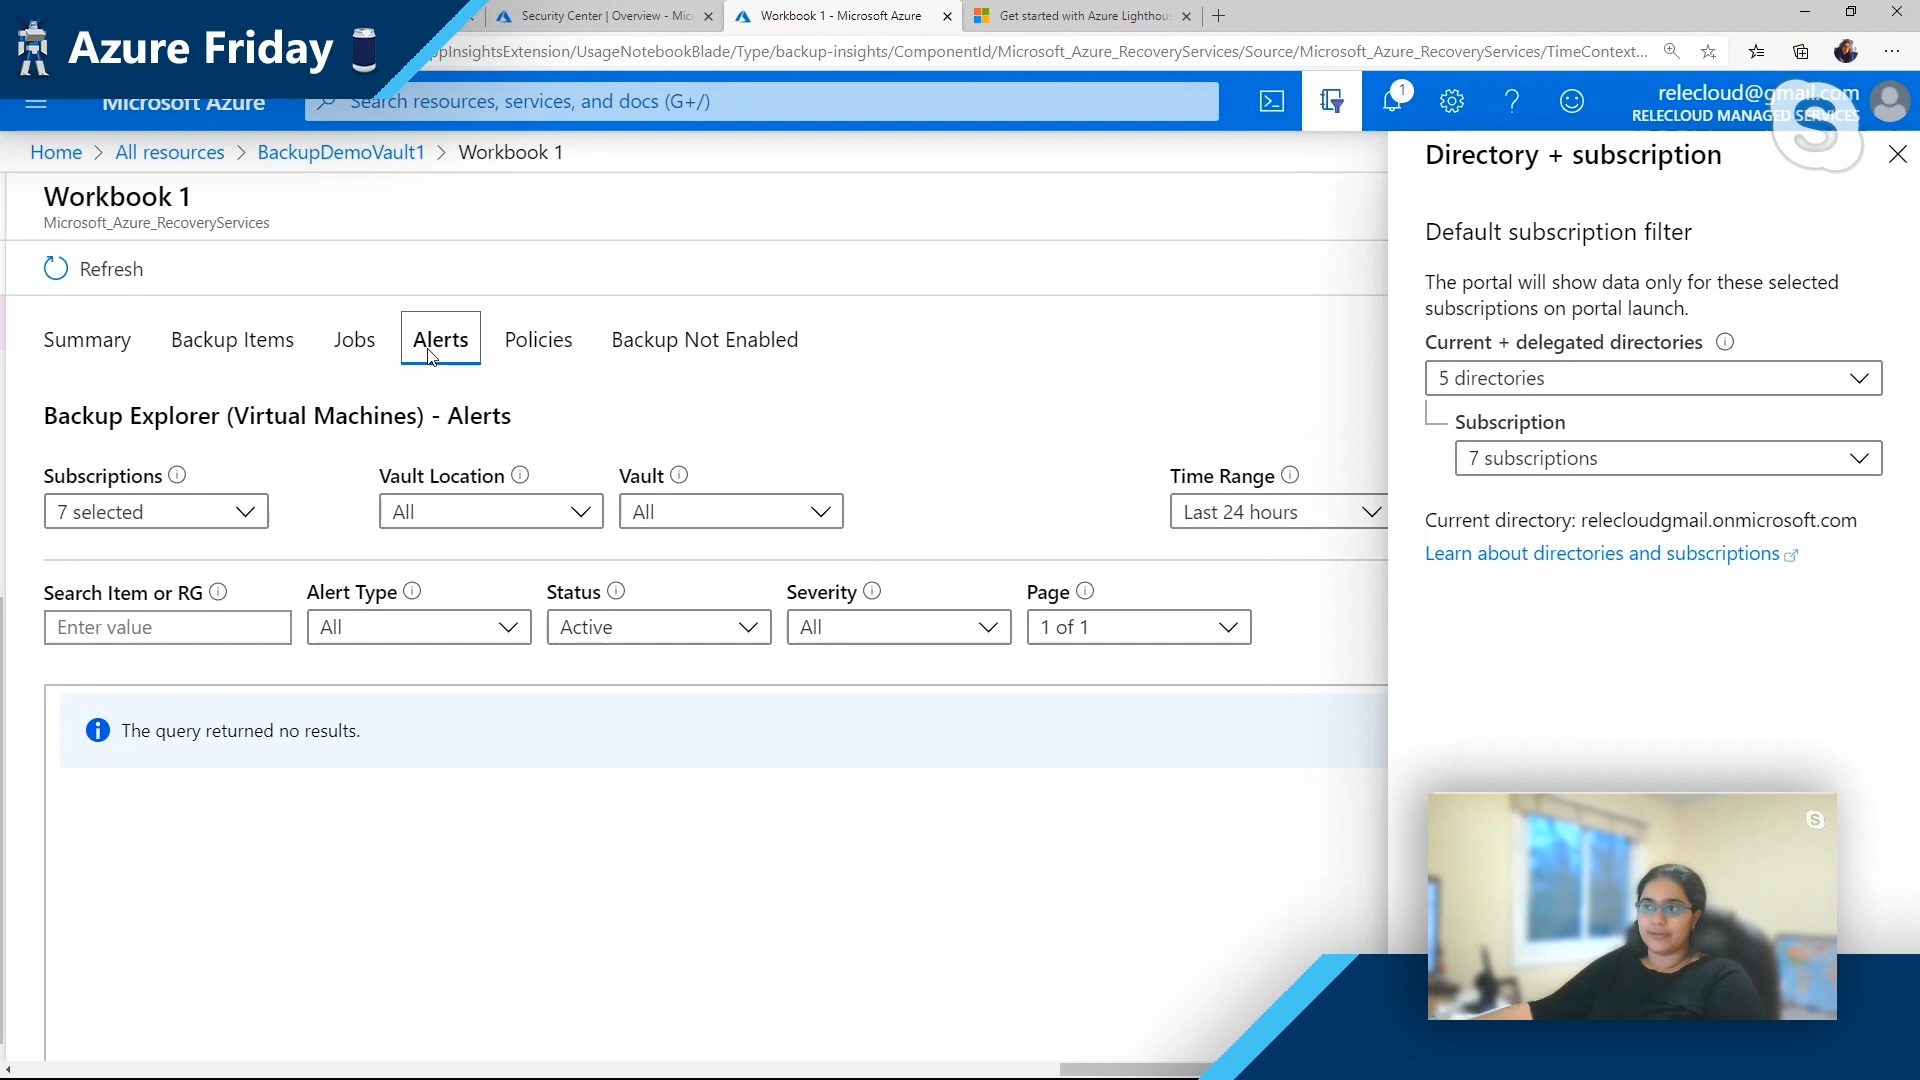 Azure Friday
Security Center | Overview - Mic
Workbook 1 - Microsoft Azure
Get started with Azure Lighthous
InsightsExtension/UsageNotebookBlade/Type/backup-insights/ComponentId/Microsoft_Azure_RecoveryServices/Source/Microsoft_Azure_RecoveryServices/TimeContext...
Microsoft Azure
Search resources, services, and docs (G+/)
1
relecloud@gmail.com
RELECLOUD MANAGED SERVICES
Home > All resources > BackupDemoVault1 > Workbook 1
Workbook 1
Microsoft_Azure_RecoveryServices
Refresh
Summary Backup Items Jobs Alerts Policies Backup Not Enabled
Backup Explorer (Virtual Machines) - Alerts
Subscriptions Vault Location Vault Time Range
7 selected All All Last 24 hours
Search Item or RG Alert Type Status Severity Page
Enter value All Active All 1 of 1
The query returned no results.
Directory + subscription
Default subscription filter
The portal will show data only for these selected
subscriptions on portal launch.
Current + delegated directories
5 directories
Subscription
7 subscriptions
Current directory: relecloudgmail.onmicrosoft.com
Learn about directories and subscriptions